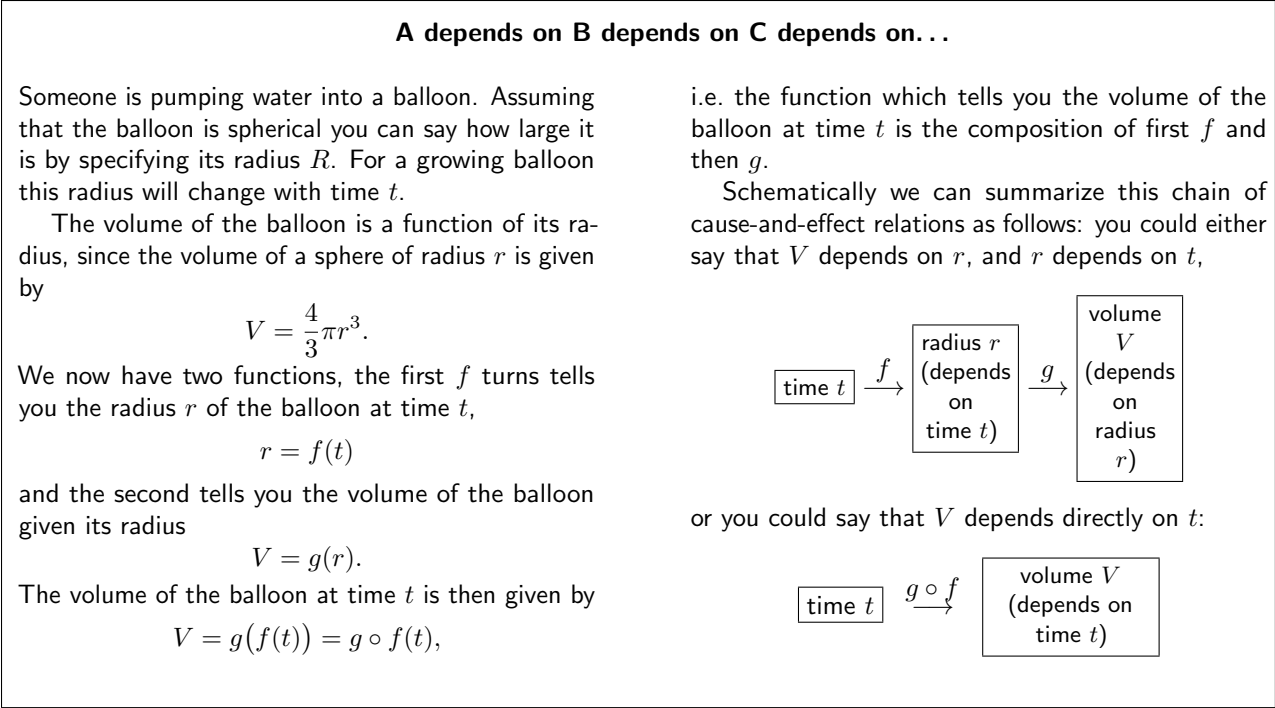 A depends on B depends on C depends on...
Someone is pumping water into a balloon. Assuming
that the balloon is spherical you can say how large it
is by specifying its radius R. For a growing balloon
this radius will change with time t.
The volume of the balloon is a function of its ra-
dius, since the volume of a sphere of radius r is given
by
V = 4/3 πr³.
We now have two functions, the first f turns tells
you the radius r of the balloon at time t,
r = f(t)
and the second tells you the volume of the balloon
given its radius
V = g(r).
The volume of the balloon at time t is then given by
V = g(f(t)) = g ∘ f(t),
i.e. the function which tells you the volume of the
balloon at time t is the composition of first f and
then g.
Schematically we can summarize this chain of
cause-and-effect relations as follows: you could either
say that V depends on r, and r depends on t,
time t
f
→
radius r
(depends
on
time t)
g
→
volume
V
(depends
on
radius
r)
or you could say that V depends directly on t:
time t
g ∘ f
→
volume V
(depends on
time t)